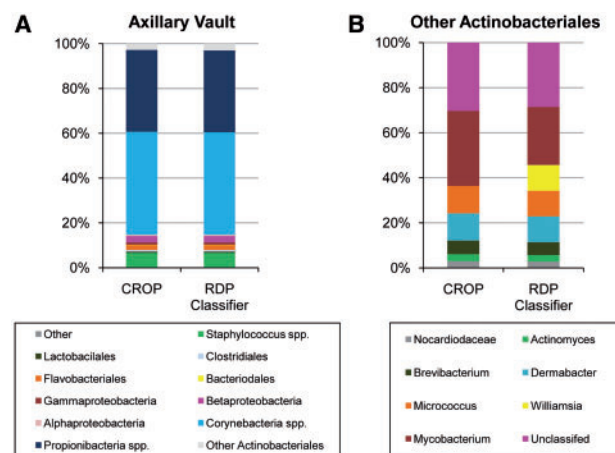 A
Axillary Vault
100%
80%
60%
40%
20%
0%
CROP
RDP
Classifier
Other
Staphylococcus spp.
Lactobacilales
Clostridiales
Flavobacteriales
Bacteriodales
Gammaproteobacteria
Betaproteobacteria
Alphaproteobacteria
Corynebacteria spp.
Propionibacteria spp.
Other Actinobacteriales
B
Other Actinobacteriales
100%
80%
60%
40%
20%
0%
CROP
RDP
Classifier
Nocardiodaceae
Actinomyces
Brevibacterium
Dermabacter
Micrococcus
Williamsia
Mycobacterium
Unclassifed